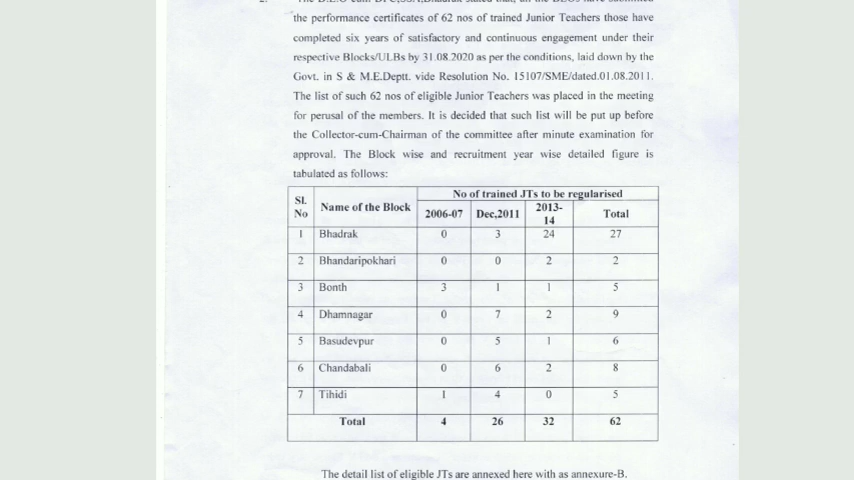 the performance certificates of 62 nos of trained Junior Teachers those have
completed six years of satisfactory and continuous engagement under their
respective Blocks/ULBs by 31.08.2020 as per the conditions, laid down by the
Govt. in S & M.E.Deptt. vide Resolution No. 15107/SME/dated.01.08.2011.
The list of such 62 nos of eligible Junior Teachers was placed in the meeting
for perusal of the members. It is decided that such list will be put up before
the Collector-cum-Chairman of the committee after minute examination for
approval. The Block wise and recruitment year wise detailed figure is
tabulated as follows:
Sl. No Name of the Block No of trained JTs to be regularised
2006-07 Dec,2011 2013-14 Total
1 Bhadrak 0 3 24 27
2 Bhandaripokhari 0 0 2 2
3 Bonth 3 1 1 5
4 Dhamnagar 0 7 2 9
5 Basudevpur 0 5 1 6
6 Chandabali 0 6 2 8
7 Tihidi 1 4 0 5
Total 4 26 32 62
The detail list of eligible JTs are annexed here with as annexure-B.